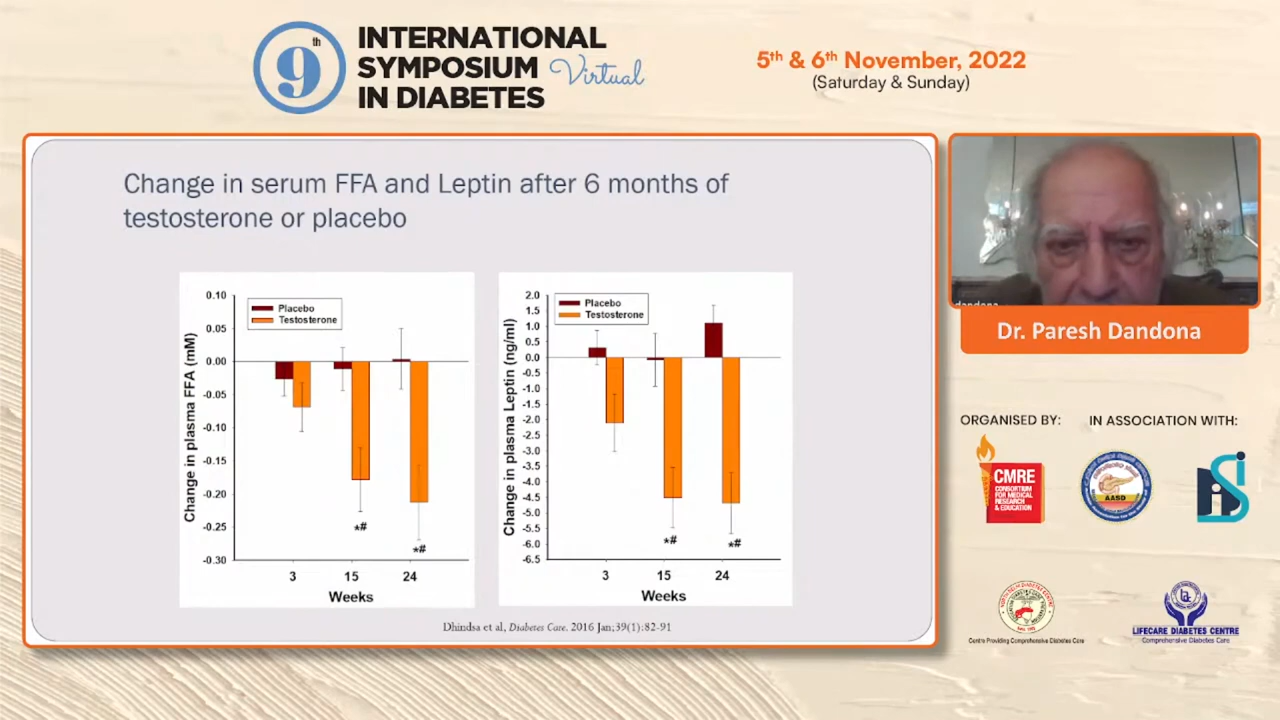 9th
INTERNATIONAL
SYMPOSIUM Virtual
IN DIABETES
5th & 6th November, 2022
(Saturday & Sunday)
Change in serum FFA and Leptin after 6 months of
testosterone or placebo
Change in plasma FFA (mM)
0.10
0.05
0.00
-0.05
-0.10
-0.15
-0.20
-0.25
-0.30
Placebo
Testosterone
*#
*#
3 15 24
Weeks
Change in plasma Leptin (ng/ml)
2.0
1.5
1.0
0.5
0.0
-0.5
-1.0
-1.5
-2.0
-2.5
-3.0
-3.5
-4.0
-4.5
-5.0
-5.5
-6.0
-6.5
Placebo
Testosterone
*#
*#
3 15 24
Weeks
Dhindsa et al, Diabetes Care. 2016 Jan;39(1):82-91
dandona
Dr. Paresh Dandona
ORGANISED BY:
IN ASSOCIATION WITH:
CMRE
CONSORTIUM
FOR MEDICAL
RESEARCH
& EDUCATION
AASD
Centre Providing Comprehensive Diabetes Care
LIFECARE DIABETES CENTRE
Comprehensive Diabetes Care